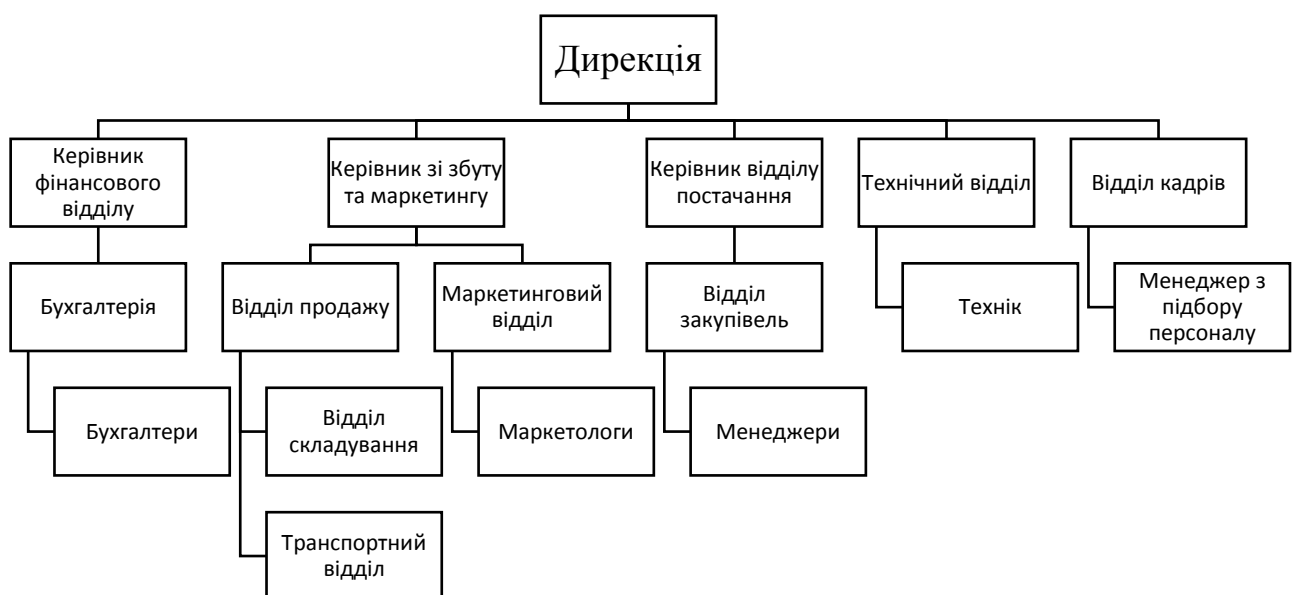 Дирекція
Керівник
фінансового
відділу
Керівник зі збуту
та маркетингу
Керівник відділу
постачання
Технічний відділ
Відділ кадрів
Бухгалтерія
Відділ продажу
Маркетинговий
відділ
Відділ
закупівель
Технік
Менеджер з
підбору
персоналу
Бухгалтери
Відділ
складування
Маркетологи
Менеджери
Транспортний
відділ